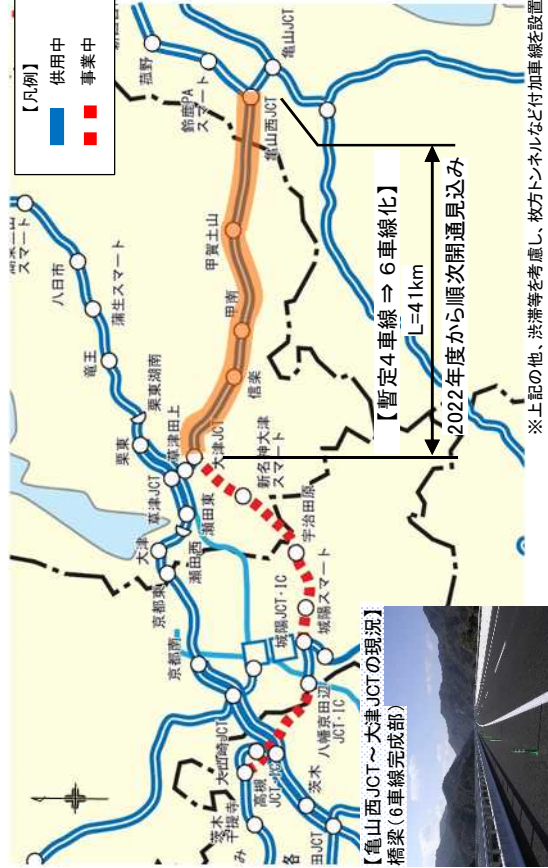 【凡例】
供用中
事業中
菰野
鈴鹿PA
スマート
亀山JCT
亀山西JCT
甲賀土山
甲南
信楽
大津JCT
草津田上
草津JCT
栗東湖南
栗東
竜王
蒲生スマート
八日市
スマート
瀬田東
瀬田西
大津
京都東
京都南
新名神大津
スマート
宇治田原
城陽スマート
城陽JCT・IC
八幡京田辺
JCT・IC
大山崎JCT
高槻
茨木
【暫定4車線 ⇒ 6車線化】
L=41km
2022年度から順次開通見込み
【亀山西JCT~大津JCTの現況】
橋梁(6車線完成部)
※上記の他、渋滞等を考慮し、枚方トンネルなど付加車線を設置